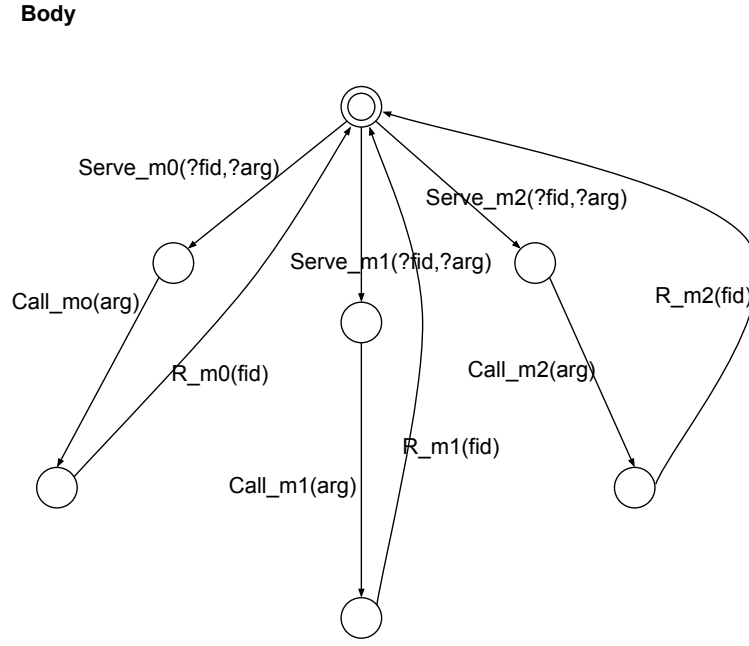 Body
Serve_m0(?fid,?arg)
Serve_m2(?fid,?arg)
Serve_m1(?fid,?arg)
Call_mo(arg)
R_m2(fid)
R_m0(fid)
Call_m2(arg)
R_m1(fid)
Call_m1(arg)